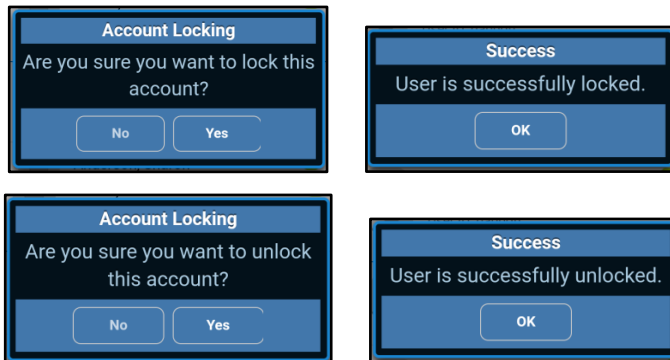 Account Locking
Are you sure you want to lock this
account?
No
Yes
Success
User is successfully locked.
OK
Account Locking
Are you sure you want to unlock
this account?
No
Yes
Success
User is successfully unlocked.
OK